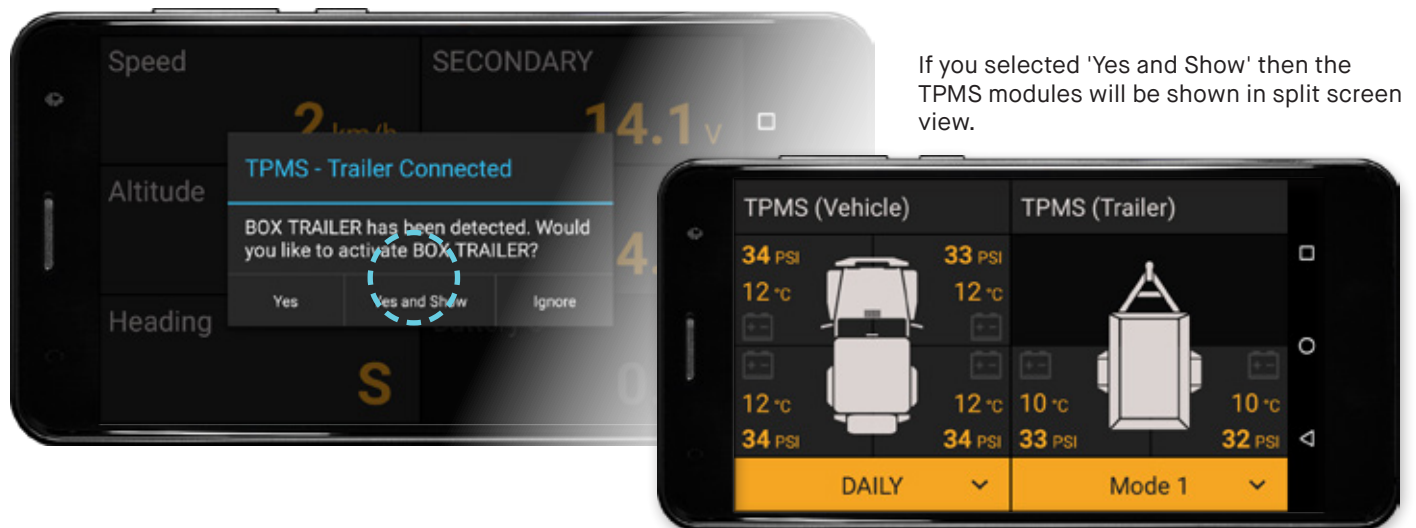 Speed
SECONDARY
2 km/h
14.1 V
TPMS - Trailer Connected
Altitude
BOX TRAILER has been detected. Would
you like to activate BOX TRAILER?
4.
Yes
Yes and Show
Ignore
Heading
S
0
If you selected 'Yes and Show' then the
TPMS modules will be shown in split screen
view.
TPMS (Vehicle)
TPMS (Trailer)
34 PSI
33 PSI
12 °C
12 °C
12 °C
12 °C
10 °C
10 °C
34 PSI
34 PSI
33 PSI
32 PSI
DAILY
Mode 1